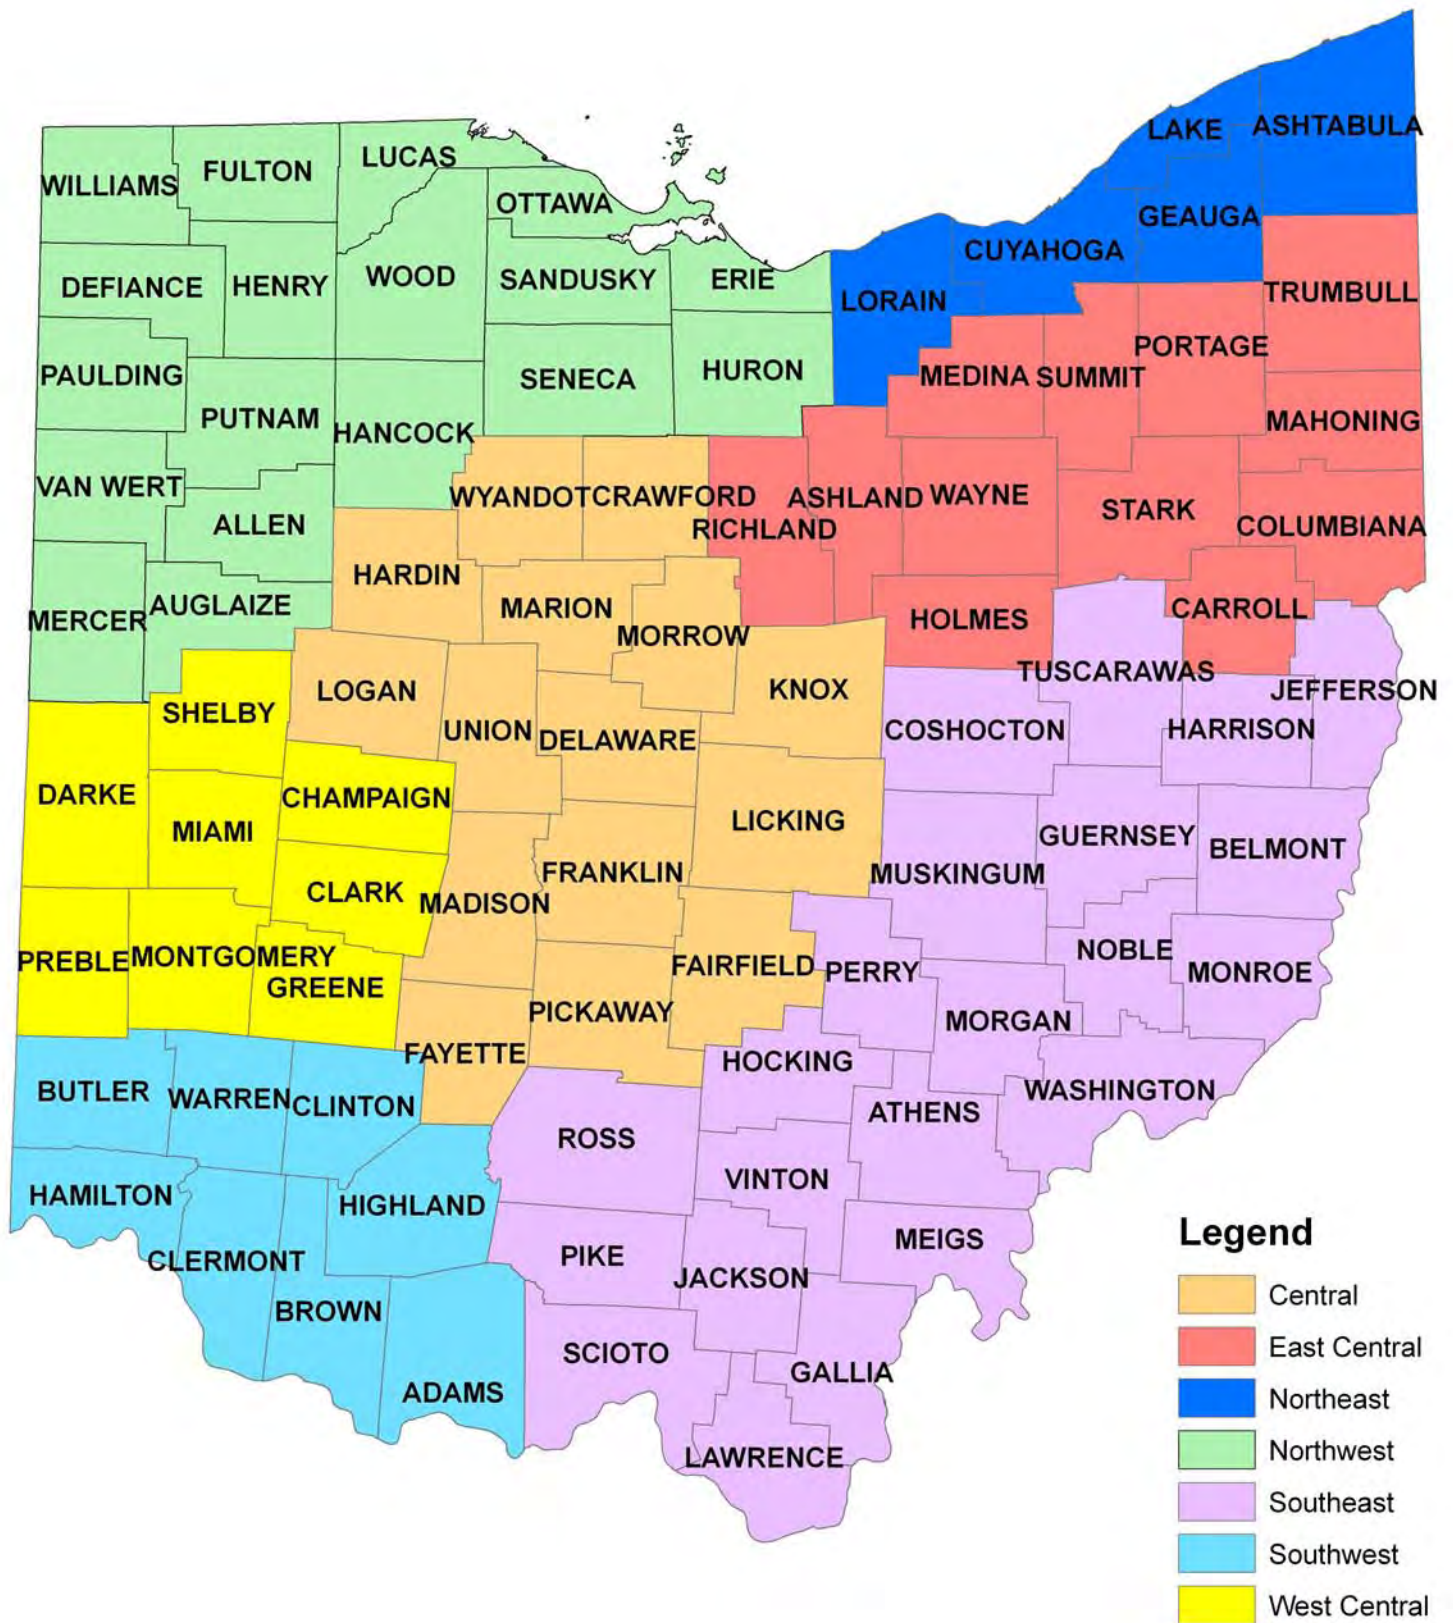 LAKE
ASHTABULA
LUCAS
FULTON
WILLIAMS
OTTAWA
GEAUGA
CUYAHOGA
WOOD
SANDUSKY
ERIE
DEFIANCE
HENRY
LORAIN
TRUMBULL
PORTAGE
PAULDING
SENECA
HURON
MEDINA
SUMMIT
PUTNAM
HANCOCK
MAHONING
VAN WERT
WYANDOT
CRAWFORD
ASHLAND
WAYNE
STARK
ALLEN
RICHLAND
COLUMBIANA
HARDIN
AUGLAIZE
MARION
CARROLL
MERCER
MORROW
HOLMES
TUSCARAWAS
LOGAN
KNOX
JEFFERSON
SHELBY
UNION
DELAWARE
COSHOCTON
HARRISON
DARKE
CHAMPAIGN
MIAMI
LICKING
GUERNSEY
BELMONT
FRANKLIN
MUSKINGUM
CLARK
MADISON
NOBLE
PREBLE
MONTGOMERY
FAIRFIELD
PERRY
MONROE
GREENE
PICKAWAY
MORGAN
FAYETTE
HOCKING
BUTLER
WARREN
CLINTON
WASHINGTON
ATHENS
ROSS
VINTON
HAMILTON
HIGHLAND
MEIGS
CLERMONT
PIKE
JACKSON
BROWN
SCIOTO
GALLIA
ADAMS
LAWRENCE
Legend
Central
East Central
Northeast
Northwest
Southeast
Southwest
West Central